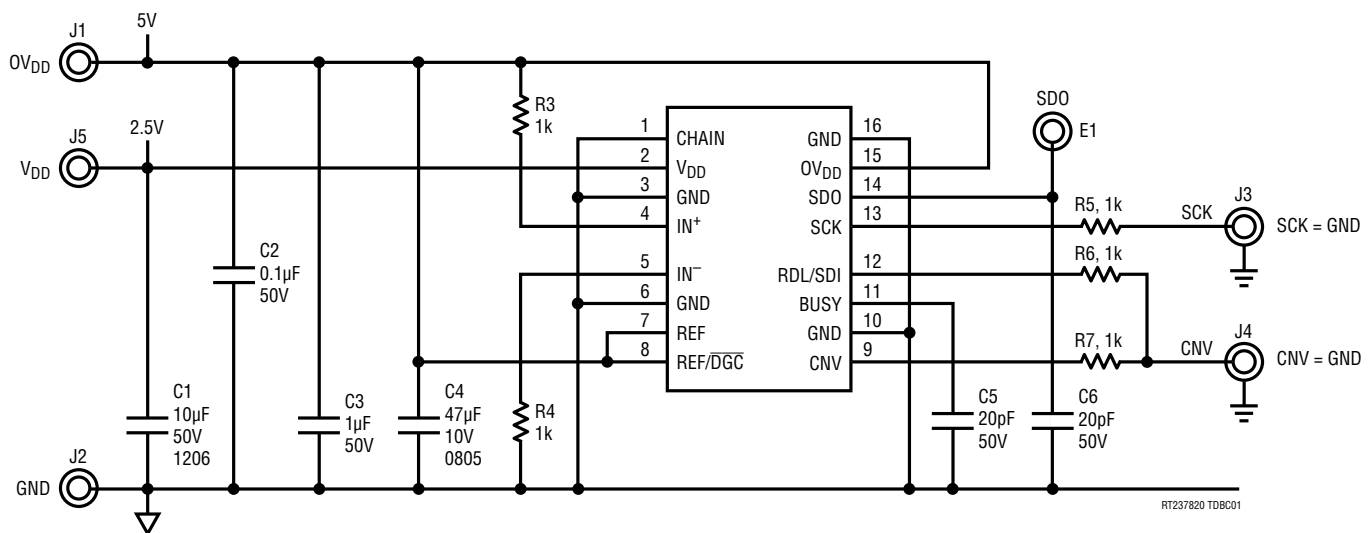 J1
OVDD
5V
J5
VDD
2.5V
R3
1k
C2
0.1µF
50V
C1
10µF
50V
1206
C3
1µF
50V
C4
47µF
10V
0805
R4
1k
J2
GND
1
CHAIN
2
VDD
3
GND
4
IN+
5
IN–
6
GND
7
REF
8
REF/DGC
GND
16
OVDD
15
SDO
14
SCK
13
RDL/SDI
12
BUSY
11
GND
10
CNV
9
SDO
E1
R5, 1k
SCK
J3
SCK = GND
R6, 1k
R7, 1k
CNV
J4
CNV = GND
C5
20pF
50V
C6
20pF
50V
RT237820 TDBC01